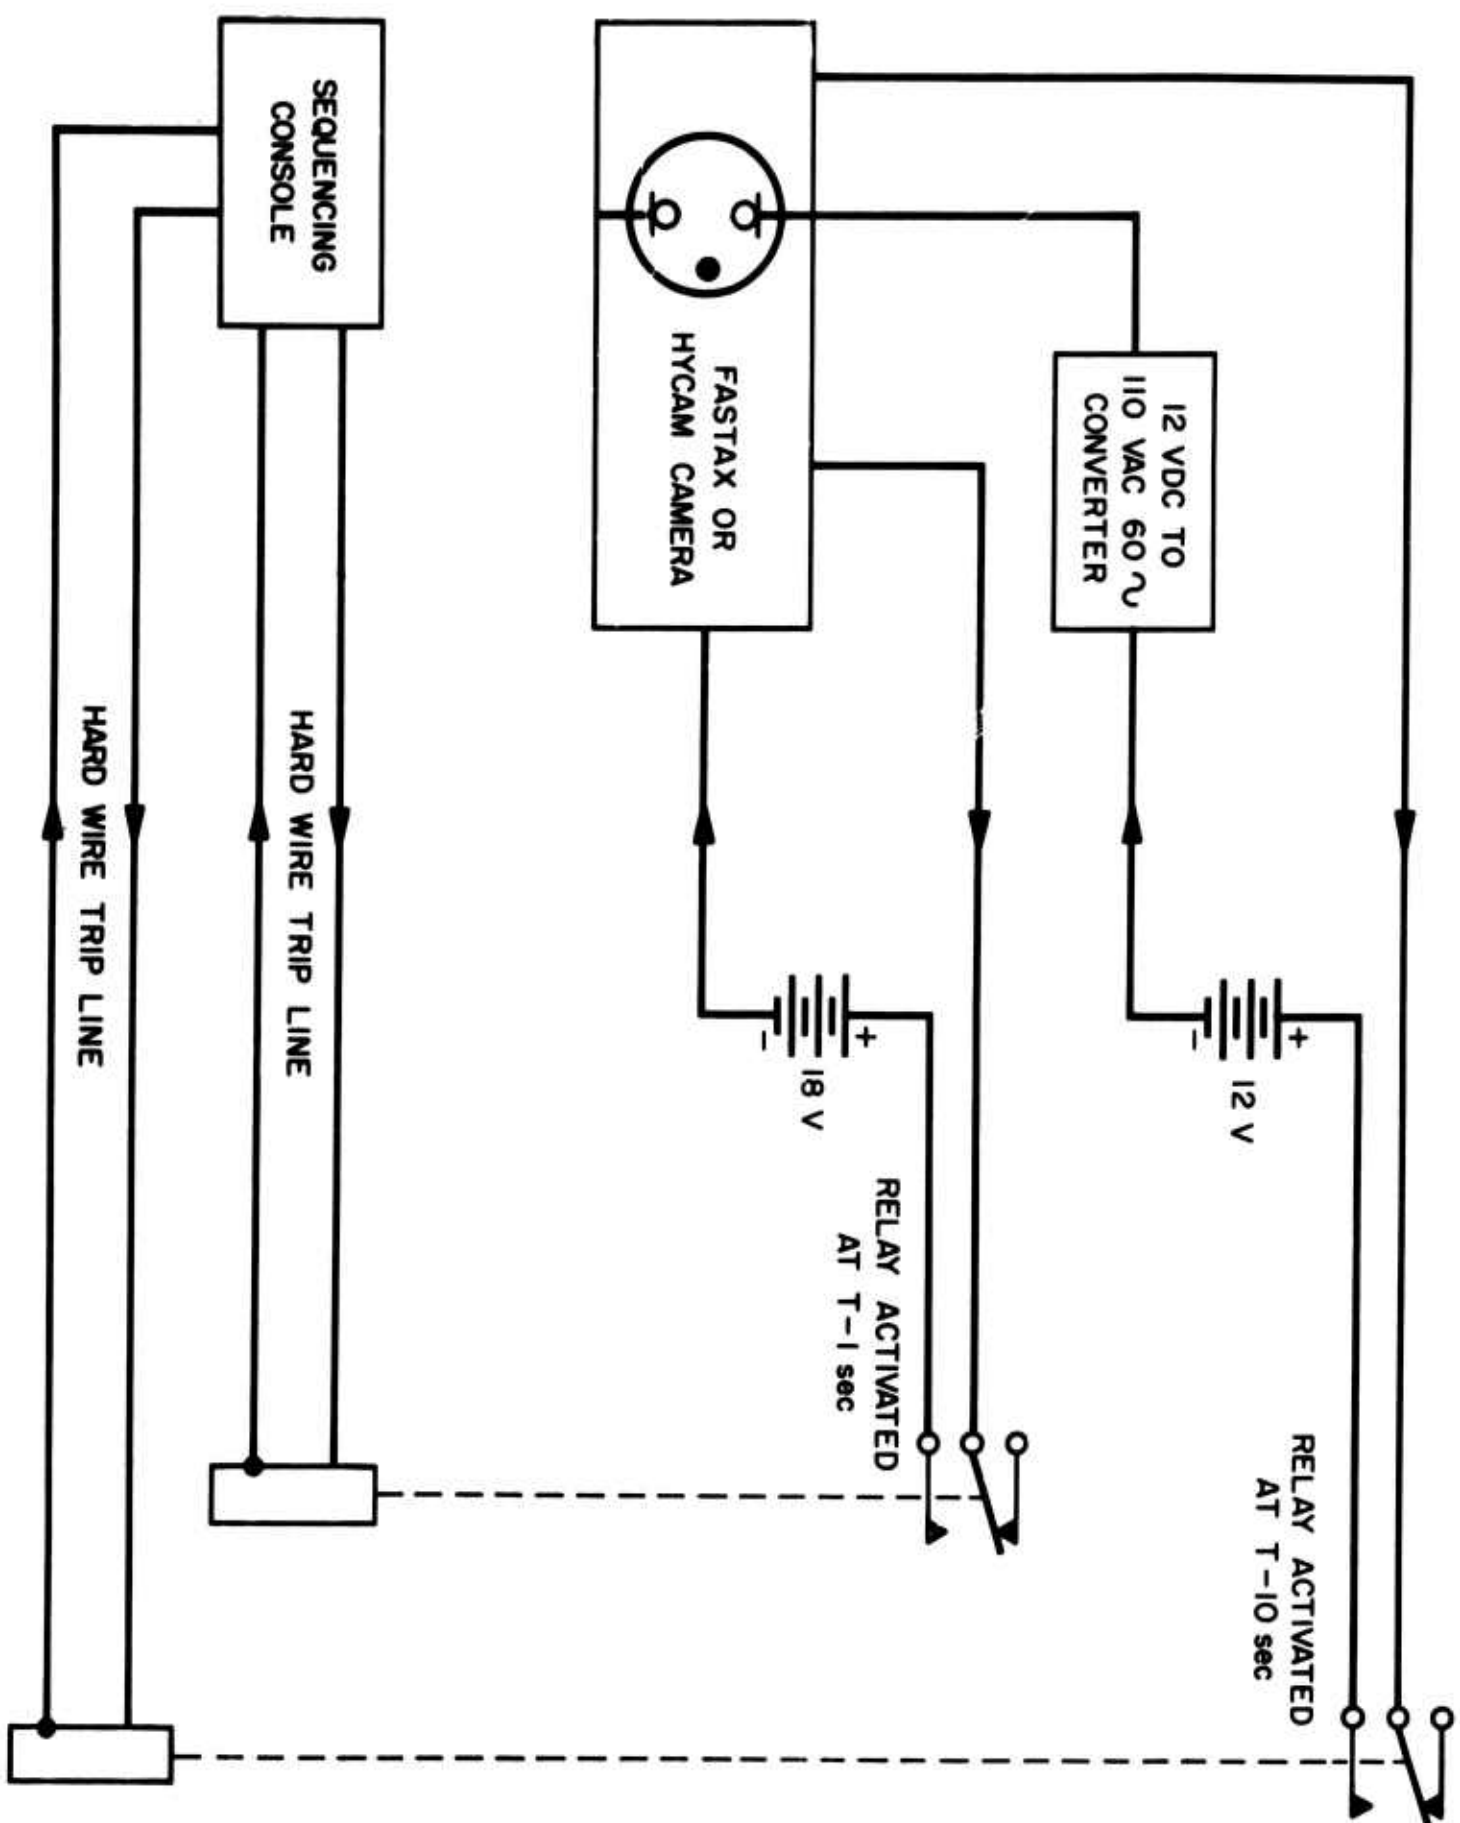 12 VDC TO
110 VAC 60 ∿
CONVERTER
+
-
12 V
RELAY ACTIVATED
AT T-10 sec
FASTAX OR
HYCAM CAMERA
+
-
18 V
RELAY ACTIVATED
AT T-1 sec
SEQUENCING
CONSOLE
HARD WIRE TRIP LINE
HARD WIRE TRIP LINE